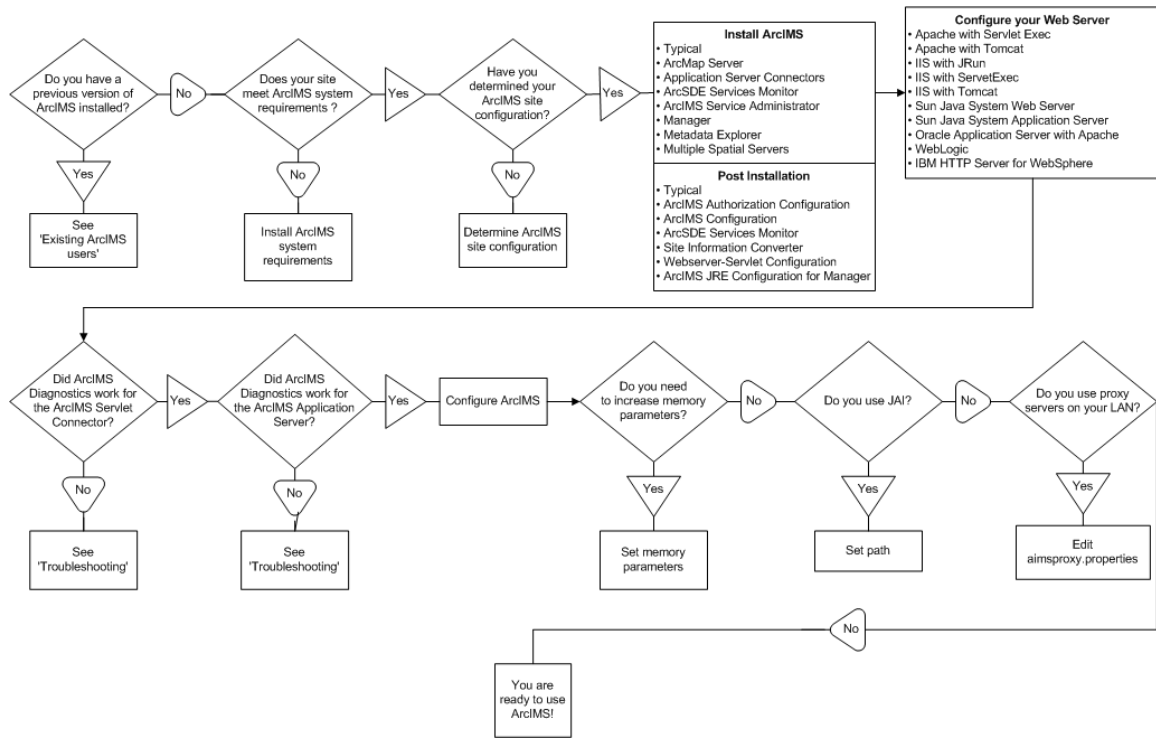 Do you have a
previous version of
ArcIMS installed?
No
Does your site
meet ArcIMS system
requirements ?
Yes
Have you
determined your
ArcIMS site
configuration?
Yes
Install ArcIMS
• Typical
• ArcMap Server
• Application Server Connectors
• ArcSDE Services Monitor
• ArcIMS Service Administrator
• Manager
• Metadata Explorer
• Multiple Spatial Servers
Post Installation
• Typical
• ArcIMS Authorization Configuration
• ArcIMS Configuration
• ArcSDE Services Monitor
• Site Information Converter
• Webserver-Servlet Configuration
• ArcIMS JRE Configuration for Manager
Configure your Web Server
• Apache with Servlet Exec
• Apache with Tomcat
• IIS with JRun
• IIS with ServetExec
• IIS with Tomcat
• Sun Java System Web Server
• Sun Java System Application Server
• Oracle Application Server with Apache
• WebLogic
• IBM HTTP Server for WebSphere
Yes
See
'Existing ArcIMS
users'
No
Install ArcIMS
system
requirements
No
Determine ArcIMS
site configuration
Did ArcIMS
Diagnostics work for
the ArcIMS Servlet
Connector?
Yes
Did ArcIMS
Diagnostics work for
the ArcIMS Application
Server?
Yes
Configure ArcIMS
Do you need
to increase memory
parameters?
No
Do you use JAI?
No
Do you use proxy
servers on your LAN?
No
See
'Troubleshooting'
No
See
'Troubleshooting'
Yes
Set memory
parameters
Yes
Set path
Yes
Edit
aimsproxy.properties
No
You are
ready to use
ArcIMS!